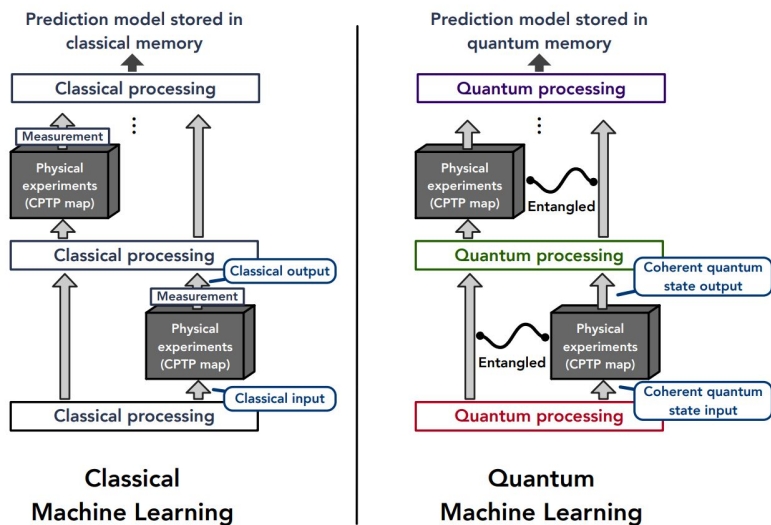 Prediction model stored in
classical memory
Classical processing
Measurement
Physical
experiments
(CPTP map)
Classical processing
Classical output
Measurement
Physical
experiments
(CPTP map)
Classical input
Classical processing
Classical
Machine Learning
Prediction model stored in
quantum memory
Quantum processing
Physical
experiments
(CPTP map)
Entangled
Quantum processing
Coherent quantum
state output
Physical
experiments
(CPTP map)
Entangled
Coherent quantum
state input
Quantum processing
Quantum
Machine Learning